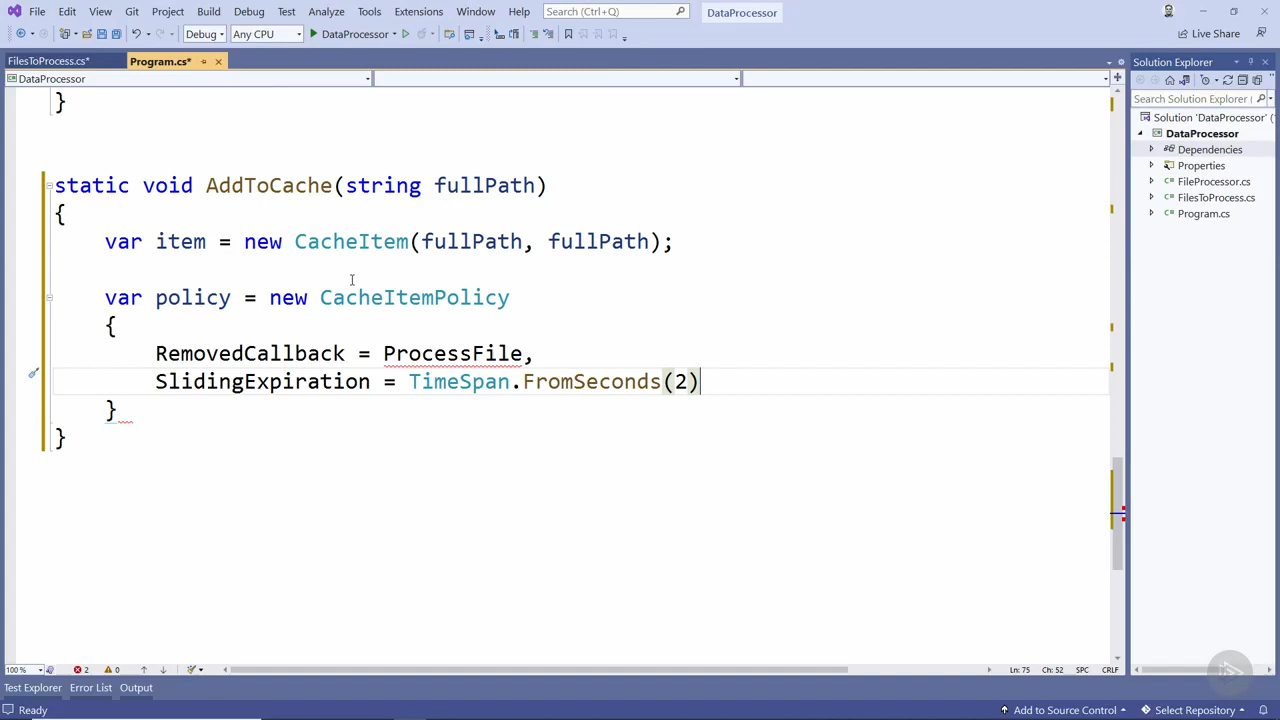 File Edit View Git Project Build Debug Test Analyze Tools Extensions Window Help Search (Ctrl+Q) DataProcessor
Debug Any CPU DataProcessor Live Share
FilesToProcess.cs* Program.cs*
DataProcessor
}
static void AddToCache(string fullPath)
{
var item = new CacheItem(fullPath, fullPath);
var policy = new CacheItemPolicy
{
RemovedCallback = ProcessFile,
SlidingExpiration = TimeSpan.FromSeconds(2)
}
}
Solution Explorer
Search Solution Explorer (
Solution 'DataProcessor' (
DataProcessor
Dependencies
Properties
FileProcessor.cs
FilesToProcess.cs
Program.cs
100 % 2 0 Ln: 75 Ch: 52 SPC CRLF
Test Explorer Error List Output
Ready Add to Source Control Select Repository